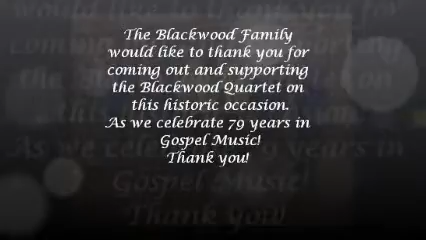 The Blackwood Family
would like to thank you for
coming out and supporting
the Blackwood Quartet on
this historic occasion.
As we celebrate 79 years in
Gospel Music!
Thank you!